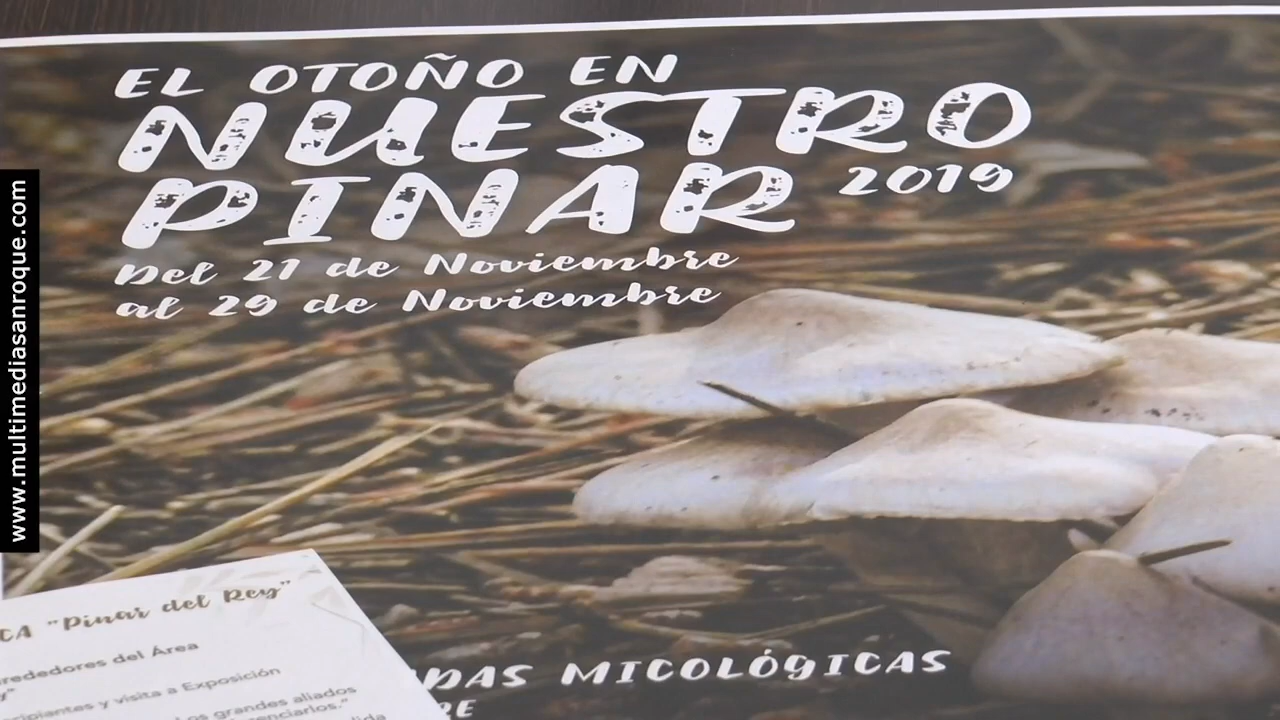 EL OTOÑO EN
NUESTRO
PINAR 2019
Del 21 de Noviembre
al 29 de Noviembre
www.multimediasanroque.com
"Pinar del Rey"
del Área
y visita a Exposición
Los grandes aliados
MICOLÓGICAS